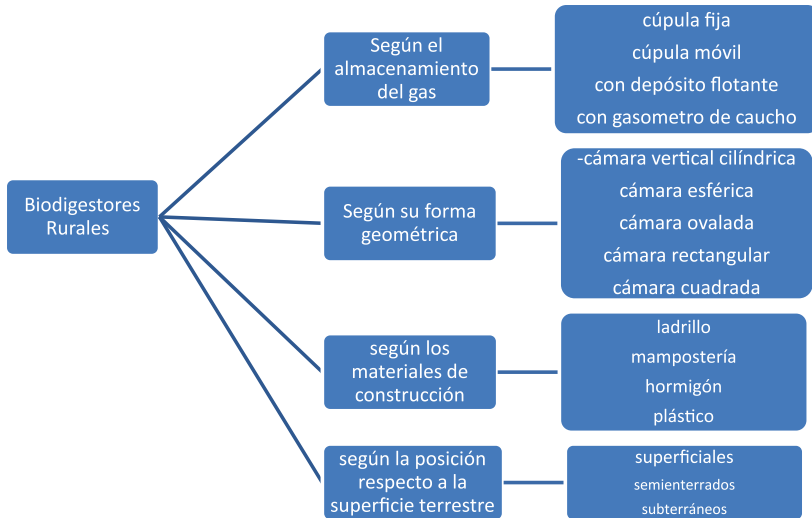 Biodigestores
Rurales
Según el
almacenamiento
del gas
cúpula fija
cúpula móvil
con depósito flotante
con gasometro de caucho
Según su forma
geométrica
-cámara vertical cilíndrica
cámara esférica
cámara ovalada
cámara rectangular
cámara cuadrada
según los
materiales de
construcción
ladrillo
mampostería
hormigón
plástico
según la posición
respecto a la
superficie terrestre
superficiales
semienterrados
subterráneos